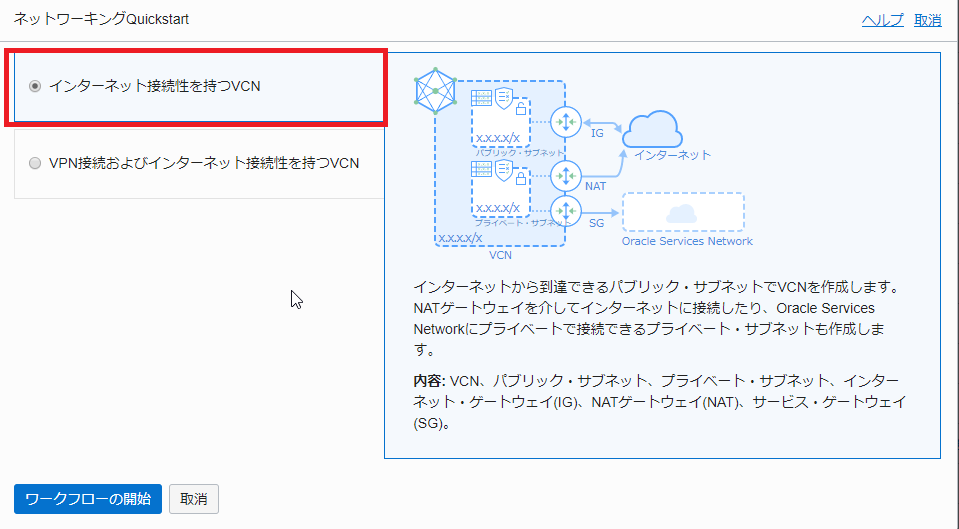 ネットワーキングQuickstart
ヘルプ 取消
インターネット接続性を持つVCN
VPN接続およびインターネット接続性を持つVCN
x.x.x.x/x
パブリック・サブネット
IG
インターネット
x.x.x.x/x
プライベート・サブネット
NAT
SG
x.x.x.x/x
VCN
Oracle Services Network
インターネットから到達できるパブリック・サブネットでVCNを作成します。
NATゲートウェイを介してインターネットに接続したり、Oracle Services
Networkにプライベートで接続できるプライベート・サブネットも作成しま
す。
内容: VCN、パブリック・サブネット、プライベート・サブネット、インター
ネット・ゲートウェイ(IG)、NATゲートウェイ(NAT)、サービス・ゲートウェイ
(SG)。
ワークフローの開始
取消